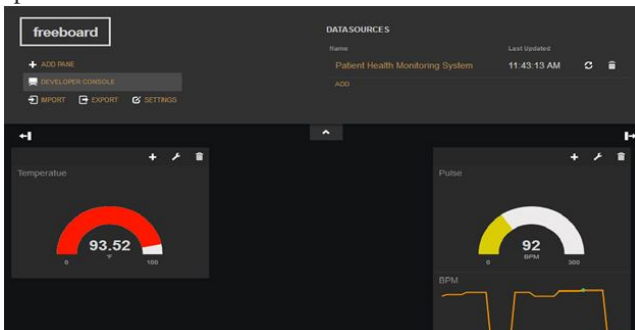 freeboard
ADD PANE
DEVELOPER CONSOLE
IMPORT EXPORT SETTINGS
DATASOURCES
Name Last Updated
Patient Health Monitoring System 11:43:13 AM
ADD
Temperatue
93.52
°F
0 100
Pulse
92
BPM
0 300
BPM